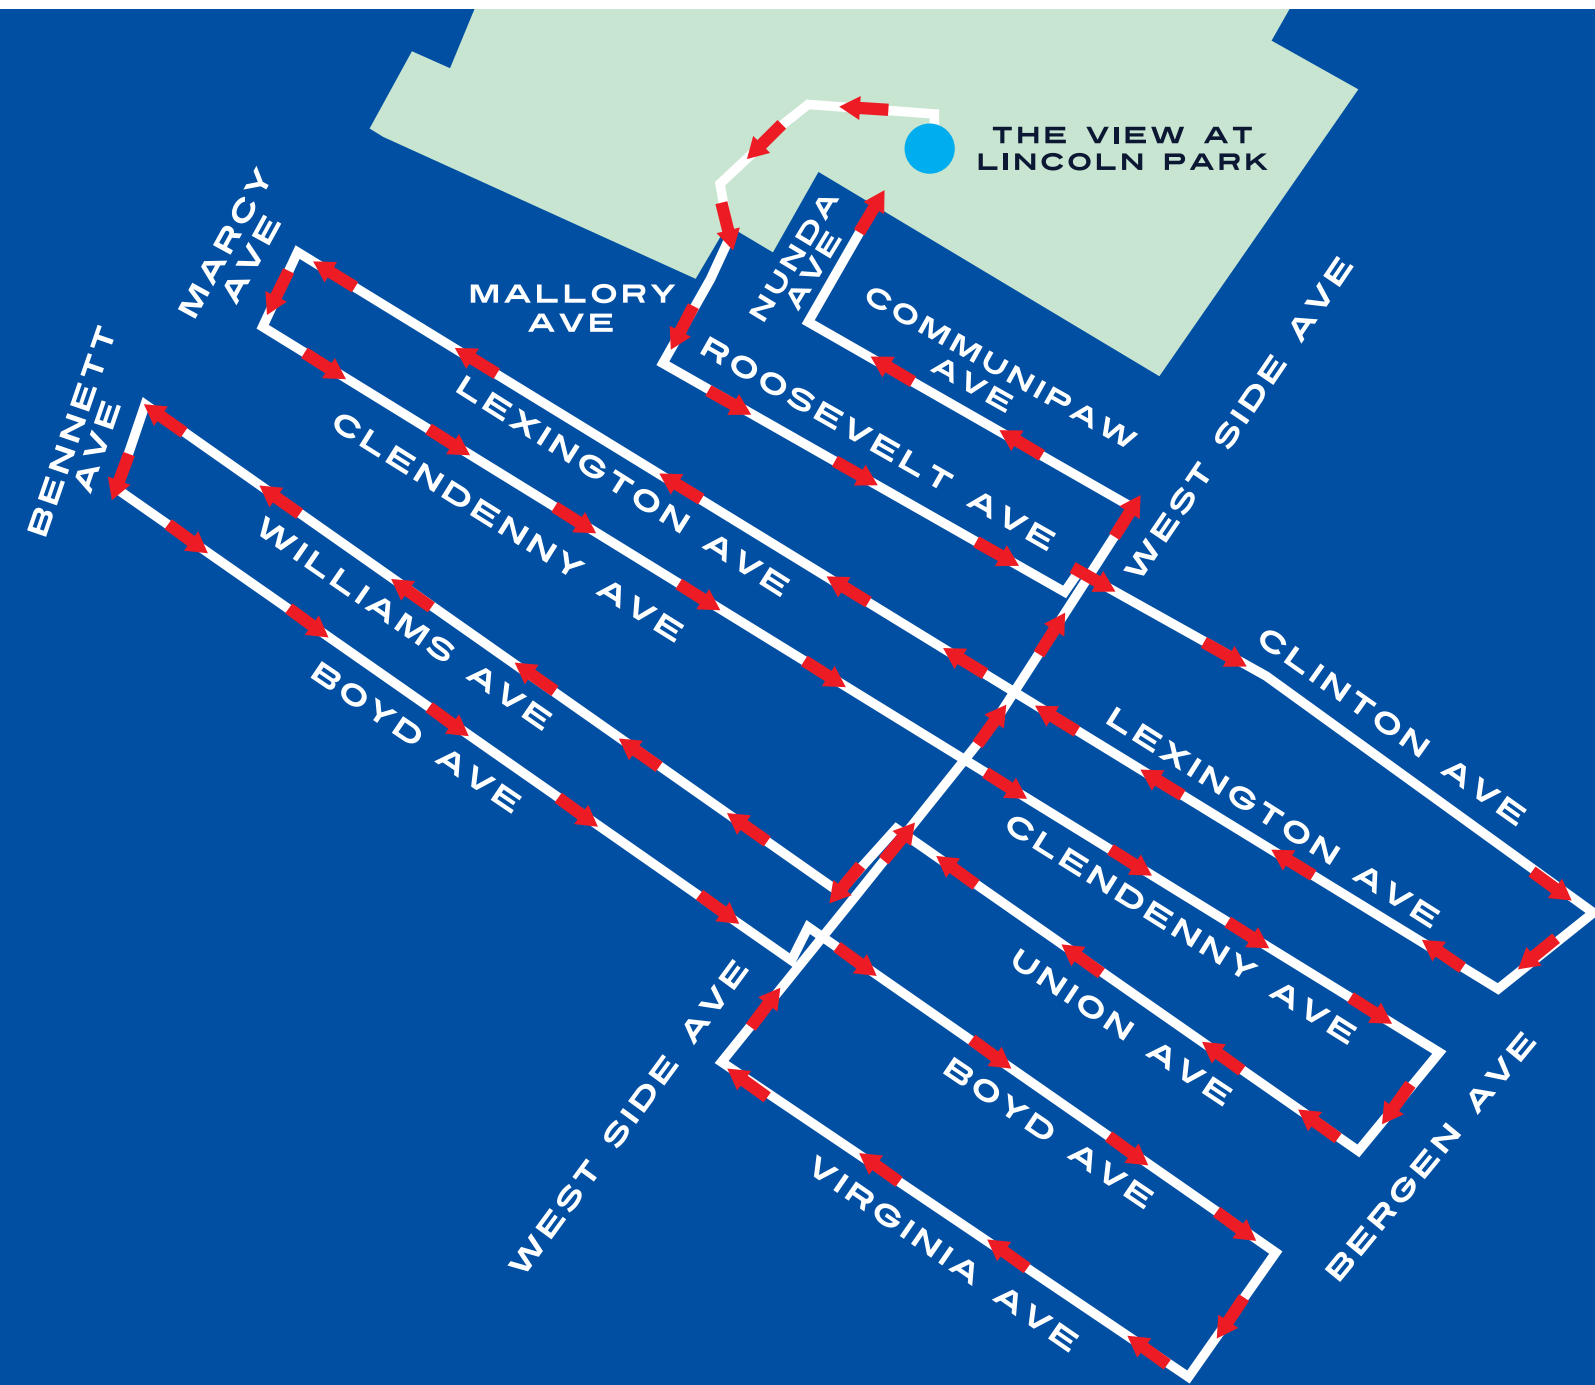 THE VIEW AT
LINCOLN PARK
MARCY
AVE
NUNDA
AVE
MALLORY
AVE
COMMUNIPAW
AVE
WEST SIDE AVE
BENNETT
AVE
ROOSEVELT AVE
LEXINGTON AVE
CLENDENNY AVE
WILLIAMS AVE
BOYD AVE
CLINTON AVE
LEXINGTON AVE
CLENDENNY AVE
UNION AVE
WEST SIDE AVE
BOYD AVE
BERGEN AVE
VIRGINIA AVE